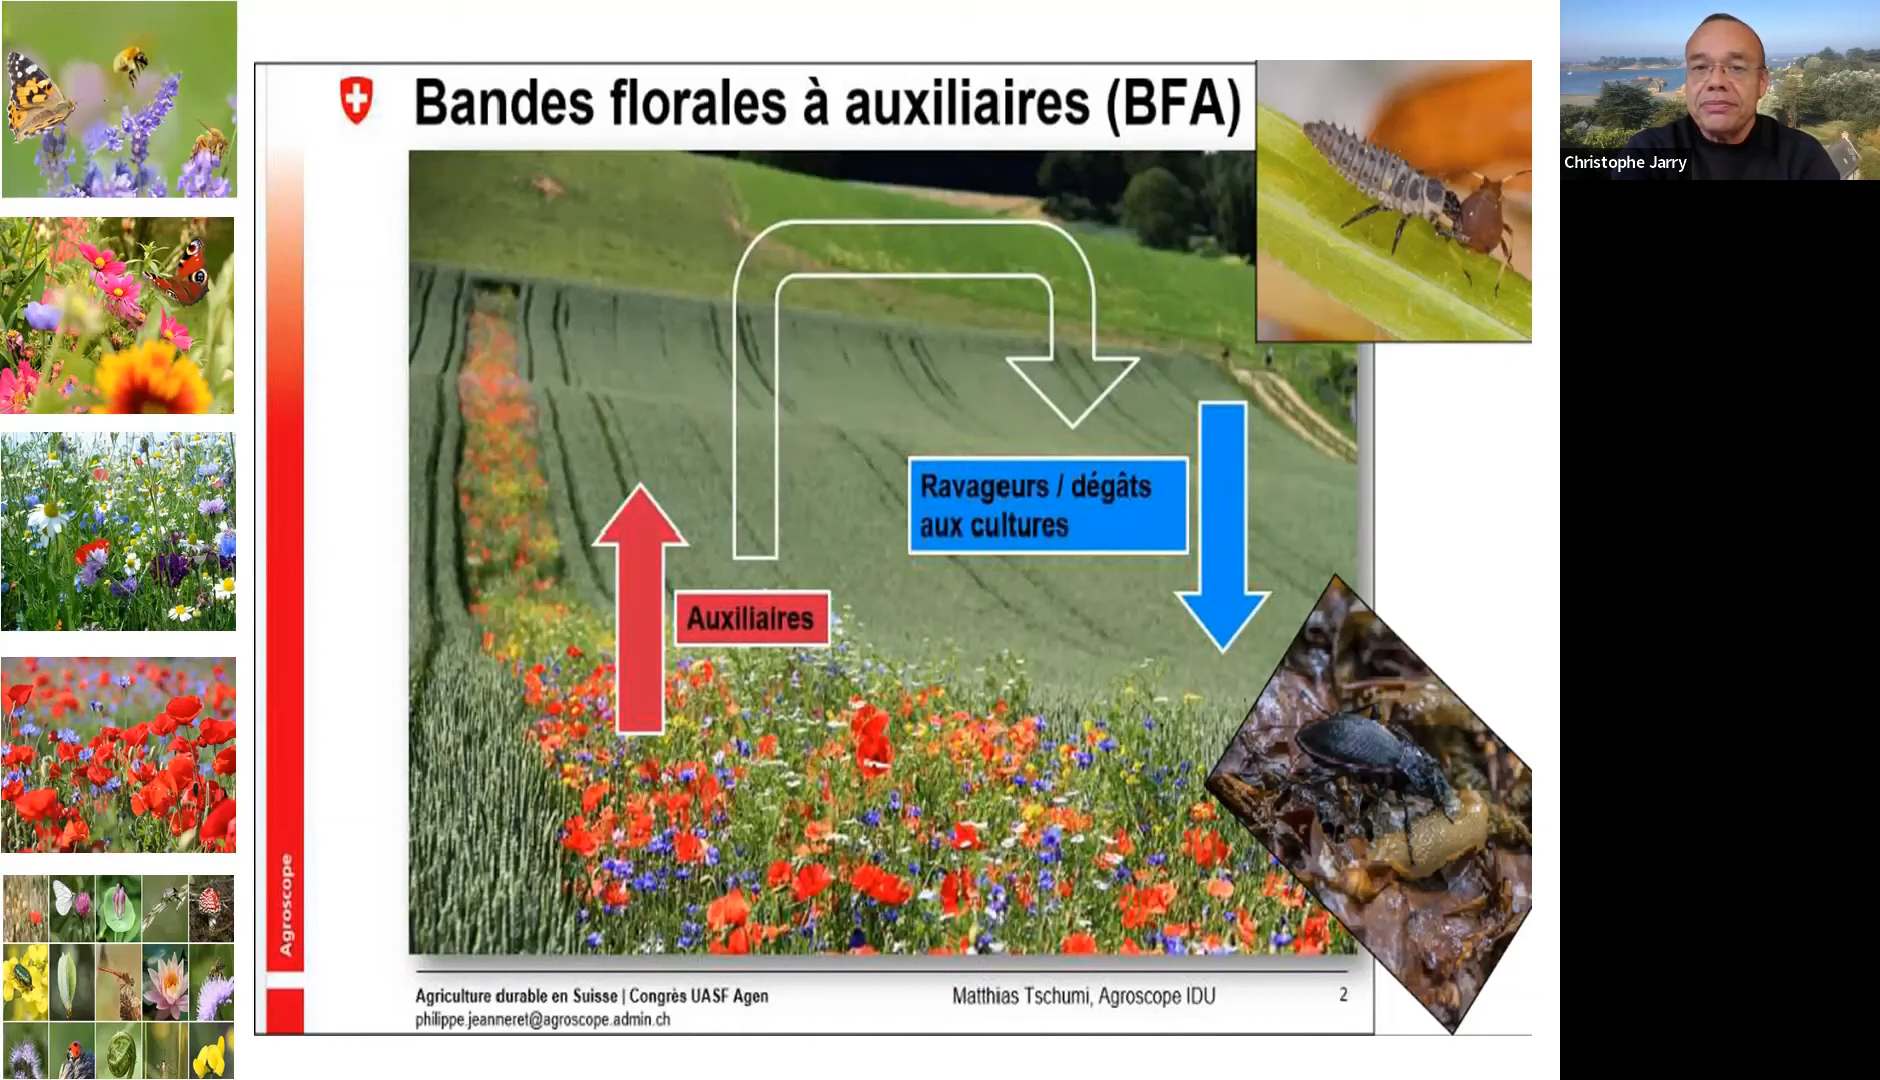 Bandes florales à auxiliaires (BFA)
Christophe Jarry
Ravageurs / dégâts
aux cultures
Auxiliaires
Agroscope
Agriculture durable en Suisse | Congrès UASF Agen
Matthias Tschumi, Agroscope IDU
2
philippe.jeanneret@agroscope.admin.ch